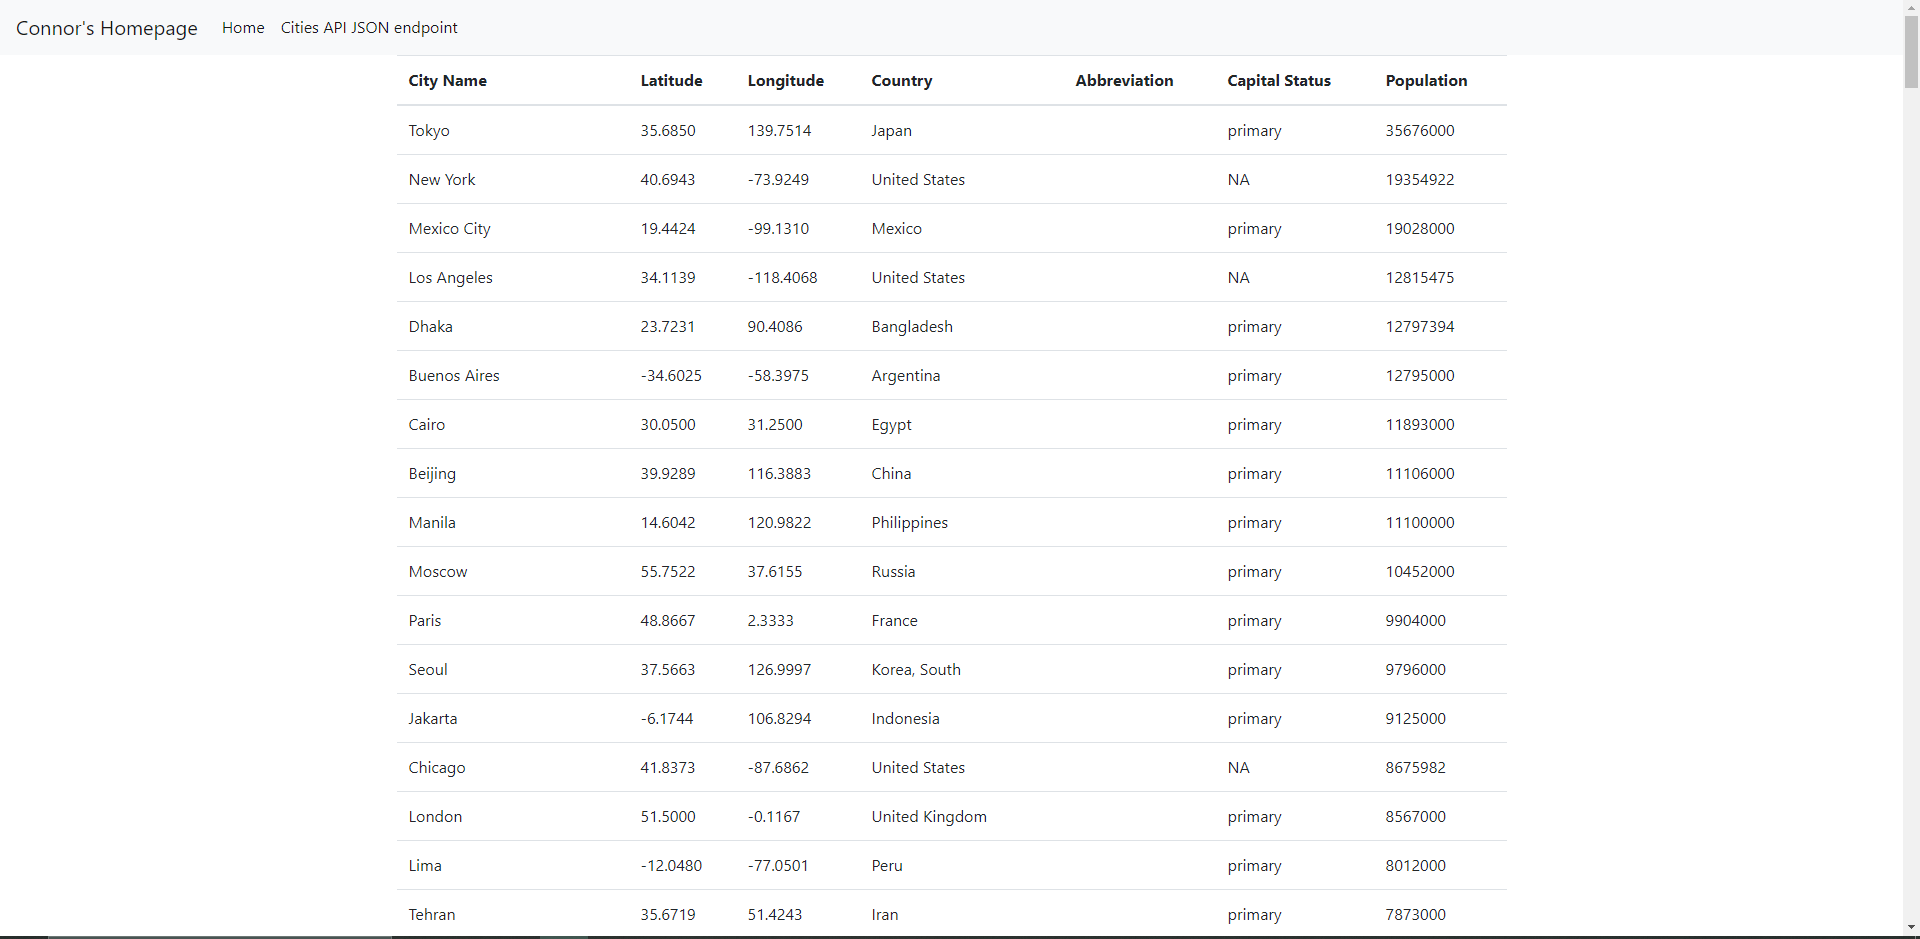 Connor's Homepage Home Cities API JSON endpoint
City Name Latitude Longitude Country Abbreviation Capital Status Population
Tokyo 35.6850 139.7514 Japan primary 35676000
New York 40.6943 -73.9249 United States NA 19354922
Mexico City 19.4424 -99.1310 Mexico primary 19028000
Los Angeles 34.1139 -118.4068 United States NA 12815475
Dhaka 23.7231 90.4086 Bangladesh primary 12797394
Buenos Aires -34.6025 -58.3975 Argentina primary 12795000
Cairo 30.0500 31.2500 Egypt primary 11893000
Beijing 39.9289 116.3883 China primary 11106000
Manila 14.6042 120.9822 Philippines primary 11100000
Moscow 55.7522 37.6155 Russia primary 10452000
Paris 48.8667 2.3333 France primary 9904000
Seoul 37.5663 126.9997 Korea, South primary 9796000
Jakarta -6.1744 106.8294 Indonesia primary 9125000
Chicago 41.8373 -87.6862 United States NA 8675982
London 51.5000 -0.1167 United Kingdom primary 8567000
Lima -12.0480 -77.0501 Peru primary 8012000
Tehran 35.6719 51.4243 Iran primary 7873000